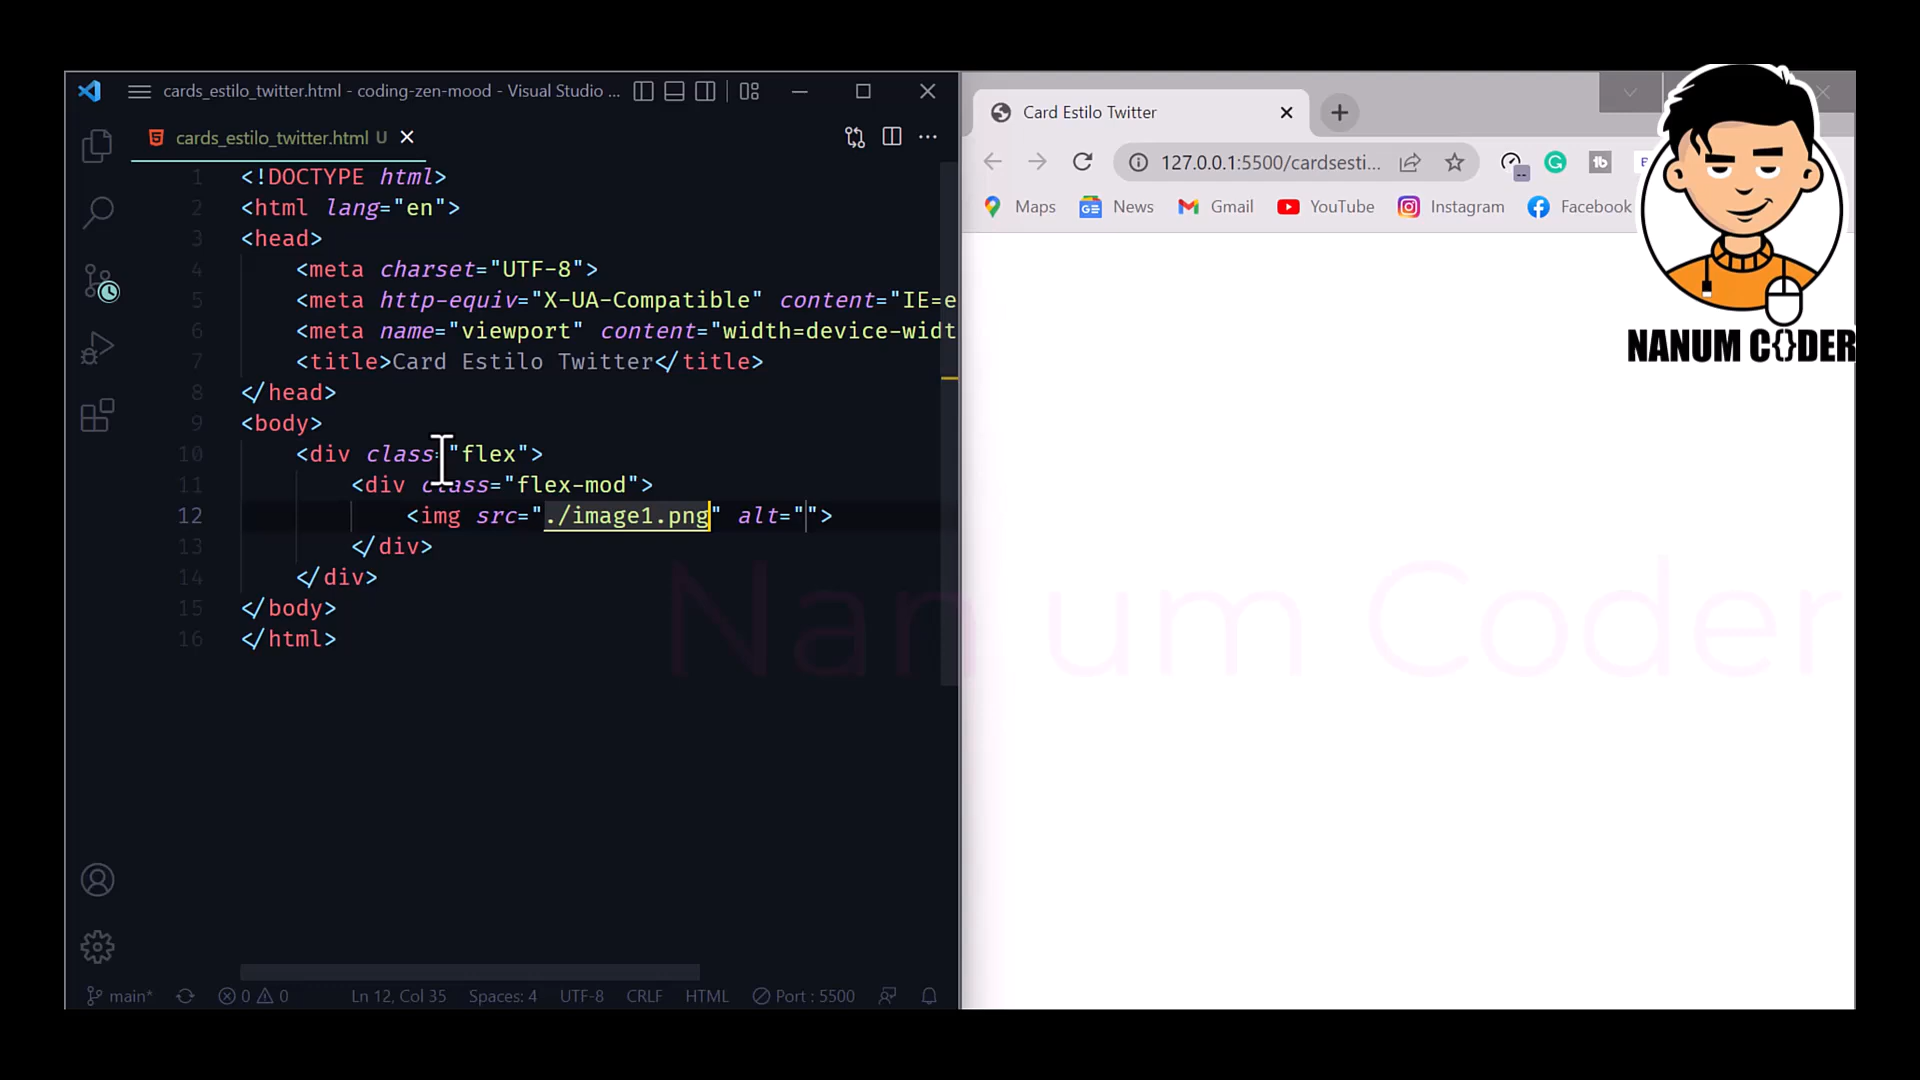 cards_estilo_twitter.html - coding-zen-mood - Visual Studio ...
cards_estilo_twitter.html U
1 <!DOCTYPE html>
2 <html lang="en">
3 <head>
4 <meta charset="UTF-8">
5 <meta http-equiv="X-UA-Compatible" content="IE=e
6 <meta name="viewport" content="width=device-widt
7 <title>Card Estilo Twitter</title>
8 </head>
9 <body>
10 <div class="flex">
11 <div class="flex-mod">
12 <img src="./image1.png" alt="">
13 </div>
14 </div>
15 </body>
16 </html>
main* 0 0 Ln 12, Col 35 Spaces: 4 UTF-8 CRLF HTML Port : 5500
Card Estilo Twitter
127.0.0.1:5500/cardsesti...
Maps News Gmail YouTube Instagram Facebook
NANUM C{}DER
Nanum Coder